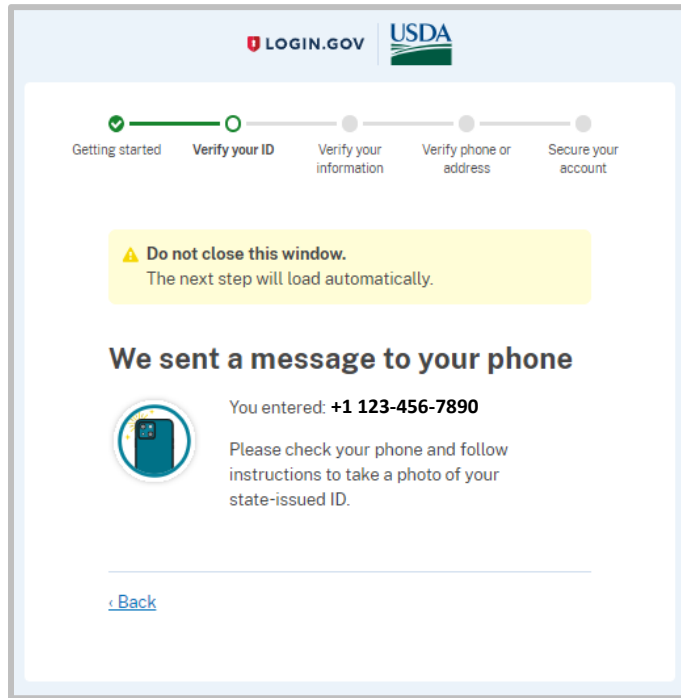 LOGIN.GOV USDA
Getting started Verify your ID Verify your Verify phone or Secure your
information address account
Do not close this window.
The next step will load automatically.
We sent a message to your phone
You entered: +1 123-456-7890
Please check your phone and follow
instructions to take a photo of your
state-issued ID.
‹ Back